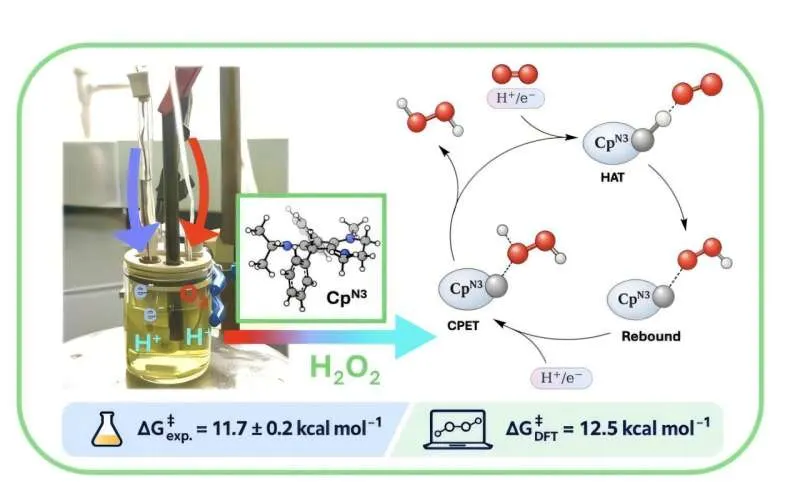 H⁺/e⁻
Cp^N3
HAT
Cp^N3
Rebound
H⁺/e⁻
Cp^N3
CPET
e⁻
O₂
e⁻
H⁺
H⁺
Cp^N3
H₂O₂
ΔG‡exp. = 11.7 ± 0.2 kcal mol⁻¹
ΔG‡DFT = 12.5 kcal mol⁻¹